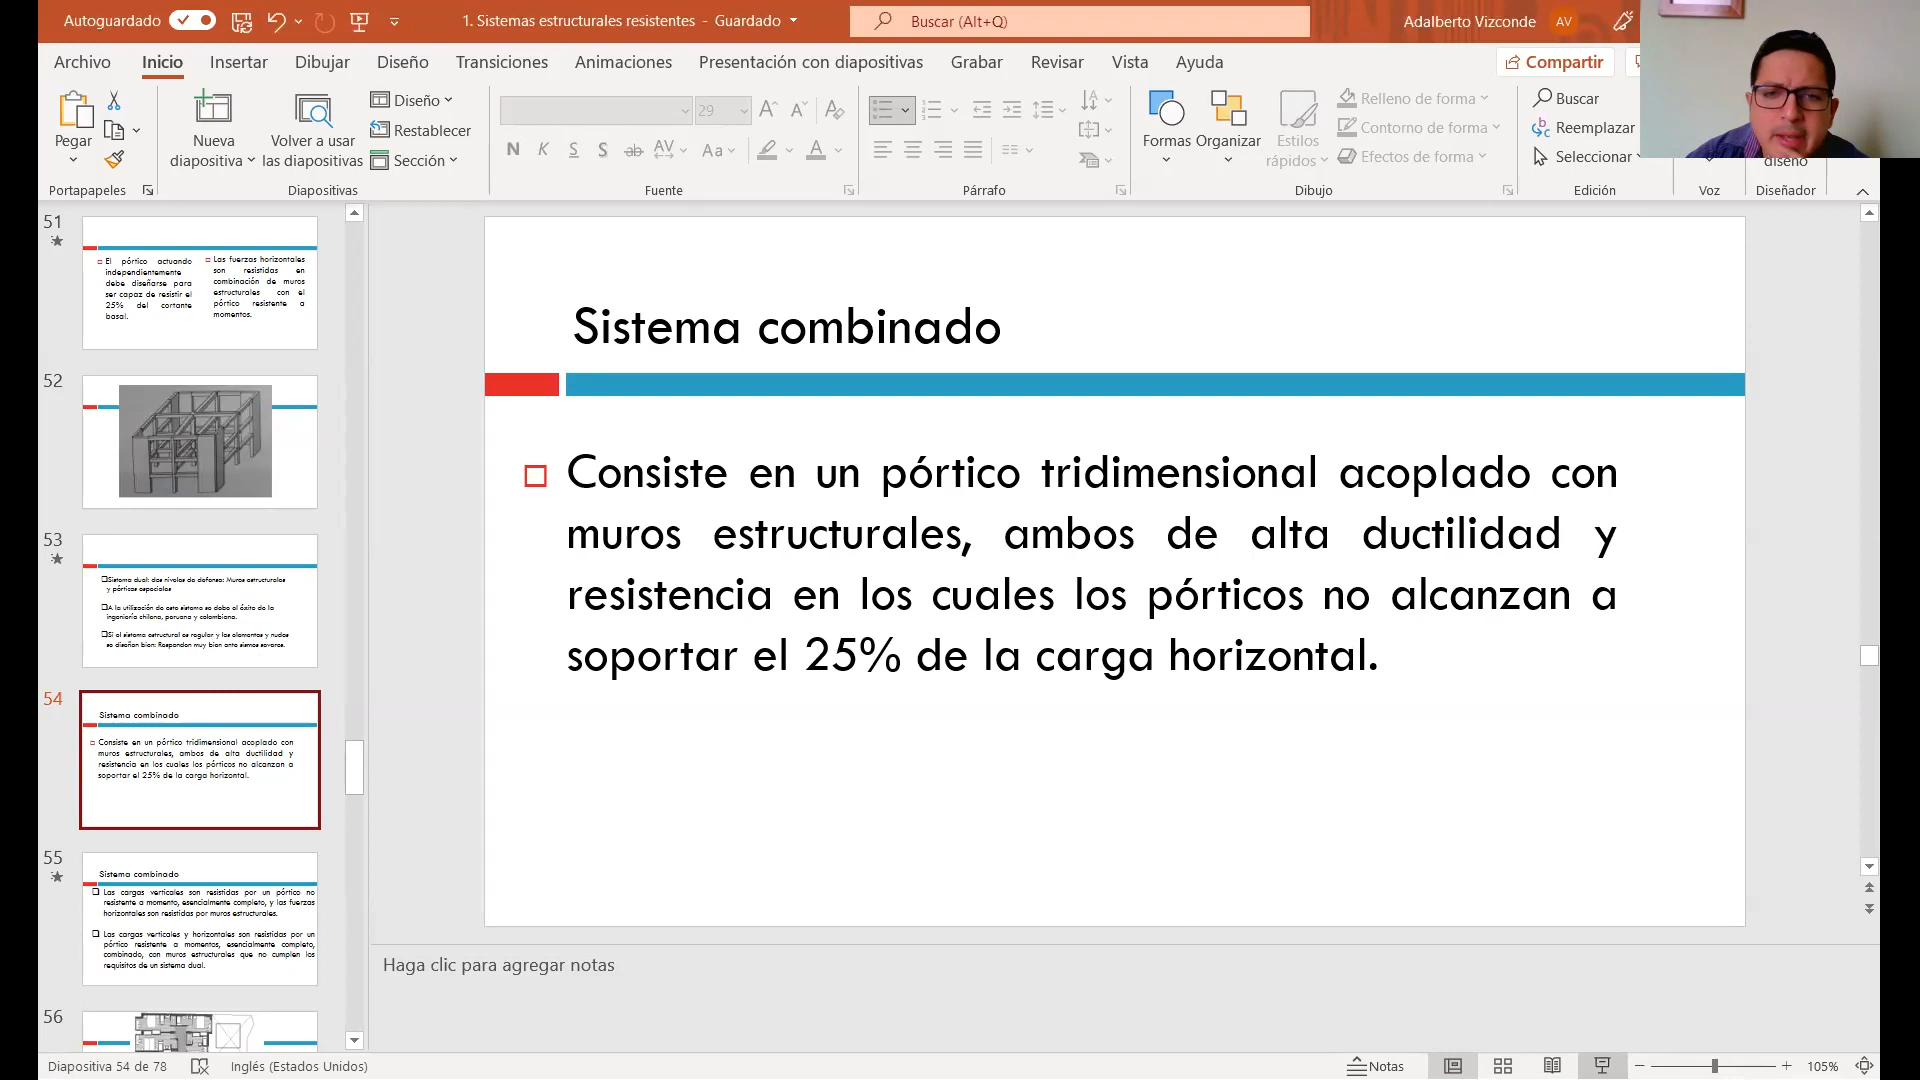 Autoguardado
1. Sistemas estructurales resistentes - Guardado
Buscar (Alt+Q)
Adalberto Vizconde
AV
Archivo Inicio Insertar Dibujar Diseño Transiciones Animaciones Presentación con diapositivas Grabar Revisar Vista Ayuda
Compartir
Pegar
Nueva diapositiva
Volver a usar las diapositivas
Diseño
Restablecer
Sección
29
N K S S ab AV Aa A
Formas
Organizar
Estilos rápidos
Relleno de forma
Contorno de forma
Efectos de forma
Buscar
Reemplazar
Seleccionar
diseño
Portapapeles
Diapositivas
Fuente
Párrafo
Dibujo
Edición
Voz
Diseñador
51
El pórtico actuando
independientemente
debe diseñarse para
ser capaz de resistir el
25% del cortante
basal.
Las fuerzas horizontales
son resistidas en
combinación de muros
estructurales con el
pórtico resistente a
momentos.
52
53
Sistema dual: dos niveles de defensa: Muros estructurales
y pórticos especiales
A la utilización de este sistema se debe el éxito de la
ingeniería chilena, peruana y colombiana.
Si el sistema estructural es regular y los elementos y nudos
se diseñan bien: Responden muy bien ante sismos severos.
54
Sistema combinado
Consiste en un pórtico tridimensional acoplado con
muros estructurales, ambos de alta ductilidad y
resistencia en los cuales los pórticos no alcanzan a
soportar el 25% de la carga horizontal.
55
Sistema combinado
Las cargas verticales son resistidas por un pórtico no
resistente a momento, esencialmente completo, y las fuerzas
horizontales son resistidas por muros estructurales.
Las cargas verticales y horizontales son resistidas por un
pórtico resistente a momentos, esencialmente completo,
combinado, con muros estructurales que no cumplen los
requisitos de un sistema dual.
56
Sistema combinado
Consiste en un pórtico tridimensional acoplado con
muros estructurales, ambos de alta ductilidad y
resistencia en los cuales los pórticos no alcanzan a
soportar el 25% de la carga horizontal.
Haga clic para agregar notas
Diapositiva 54 de 78
Inglés (Estados Unidos)
Notas
105%